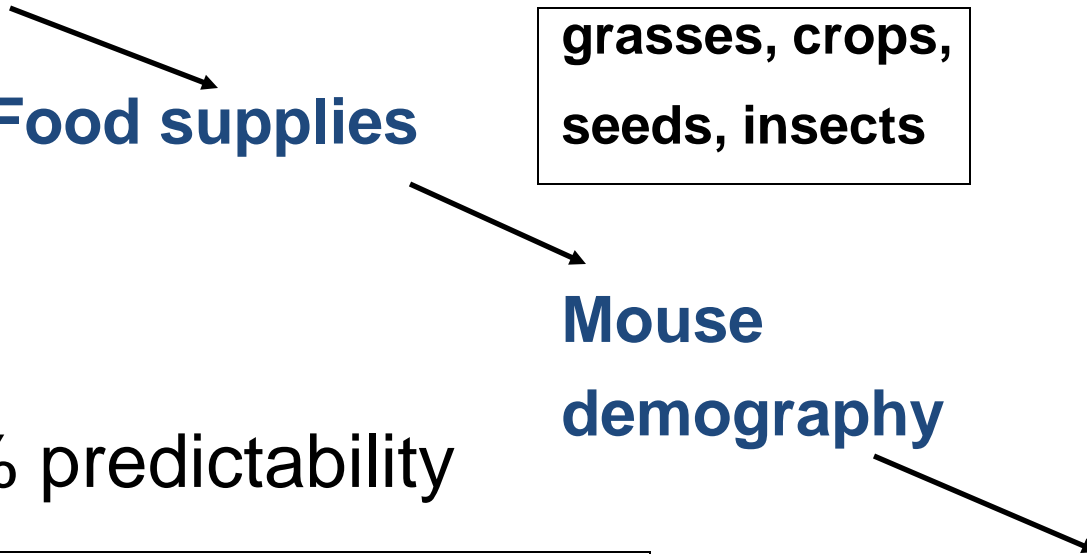 grasses, crops,
Food supplies
seeds, insects
Mouse
demography
% predictability